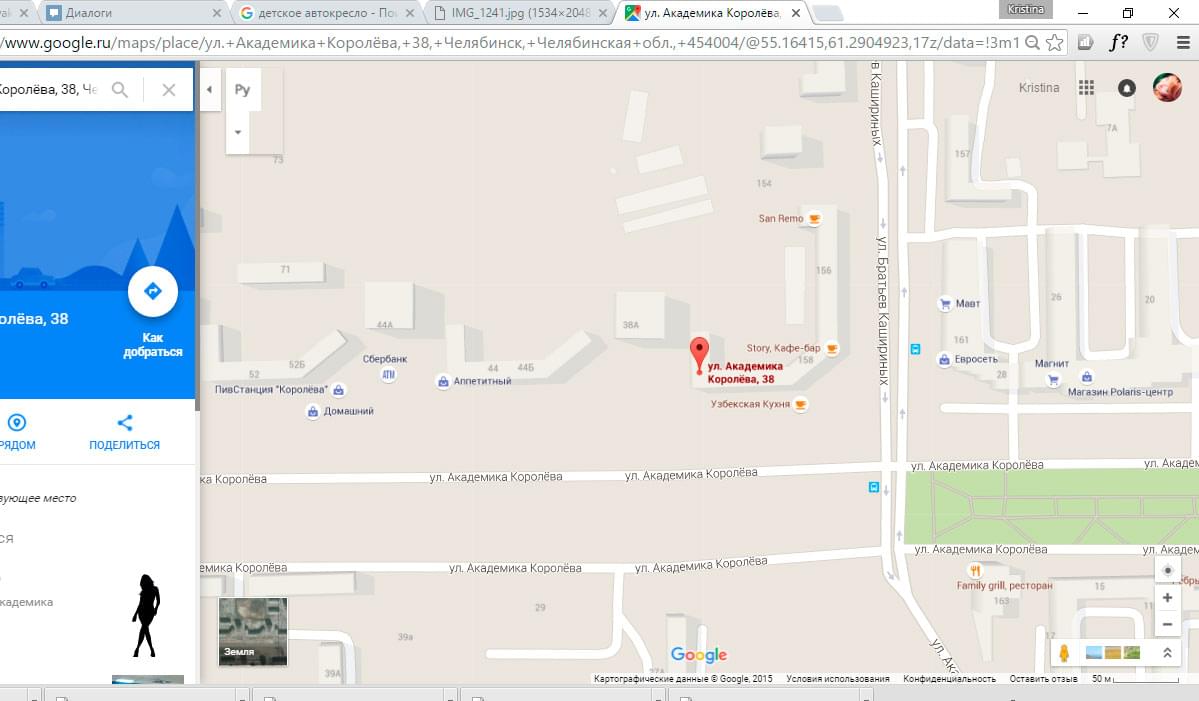 Диалоги
детское автокресло - По
IMG_1241.jpg (1534×2048
ул. Академика Королёва,
Kristina
www.google.ru/maps/place/ул.+Академика+Королёва,+38,+Челябинск,+Челябинская+обл.,+454004/@55.16415,61.2904923,17z/data=!3m1
f?
Королёва, 38, Че
Ру
Kristina
в Кашириных
7А
157
73
154
San Remo
71
156
ул. Братьев Кашириных
Мавт
26
20
олёва, 38
Как
добраться
44А
38А
161
Story, Кафе-бар
158
Евросеть
28
Магнит
52
52Б
Сбербанк
ATM
44
44Б
Аппетитный
ул. Академика
Королёва, 38
ПивСтанция "Королёва"
Магазин Polaris-центр
Узбекская Кухня
Домашний
РЯДОМ
ПОДЕЛИТЬСЯ
ка Королёва
ул. Академика Королёва
ул. Академика Королёва
ул. Академика Королёва
ул. Академ
вующее место
ся
кадемика
емика Королёва
ул. Академика Королёва
ул. Академика Королёва
ул. Академика Королёва
ул. Академ
Family grill, ресторан
163
15
11
29
39а
39А
27А
17
ул. Ака
Земля
Google
Картографические данные © Google, 2015
Условия использования
Конфиденциальность
Оставить отзыв
50 м